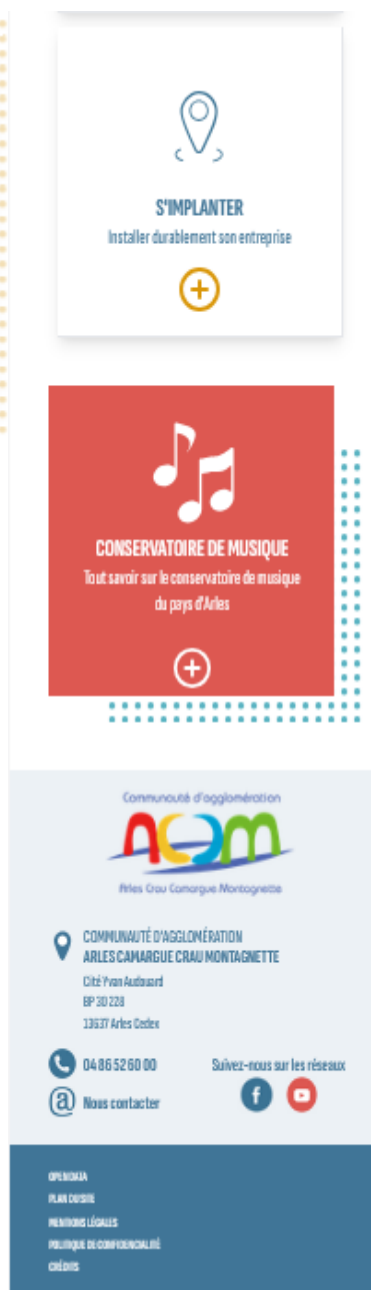 S'IMPLANTER
Installer durablement son entreprise
CONSERVATOIRE DE MUSIQUE
Tout savoir sur le conservatoire de musique
du pays d'Arles
Communauté d'agglomération
accm
Arles Crau Camargue Montagnette
COMMUNAUTÉ D'AGGLOMÉRATION
ARLES CAMARGUE CRAU MONTAGNETTE
Cité Yvan Audouard
BP 30 228
13637 Arles Cedex
04 86 52 60 00
Suivez-nous sur les réseaux
Nous contacter
OPEN DATA
PLAN DU SITE
MENTIONS LÉGALES
POLITIQUE DE CONFIDENCIALITÉ
CRÉDITS